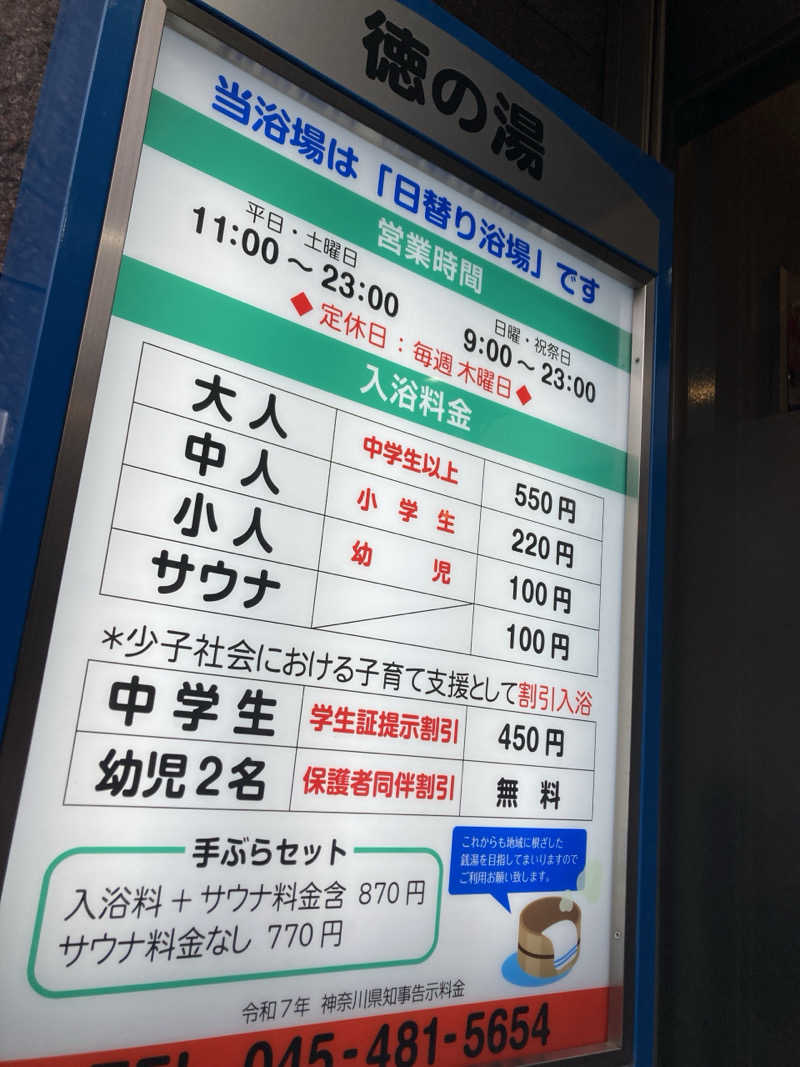 徳の湯
当浴場は「日替り浴場」です
営業時間
平日・土曜日
11:00～23:00
日曜・祝祭日
9:00～23:00
◆定休日：毎週 木曜日◆
入浴料金
大人 中学生以上 550円
中人 小学生 220円
小人 幼児 100円
サウナ 100円
＊少子社会における子育て支援として割引入浴
中学生 学生証提示割引 450円
幼児2名 保護者同伴割引 無料
手ぶらセット
入浴料＋サウナ料金含 870円
サウナ料金なし 770円
これからも地域に根ざした
銭湯を目指してまいりますので
ご利用お願い致します。
令和7年 神奈川県知事告示料金
TEL 045-481-5654